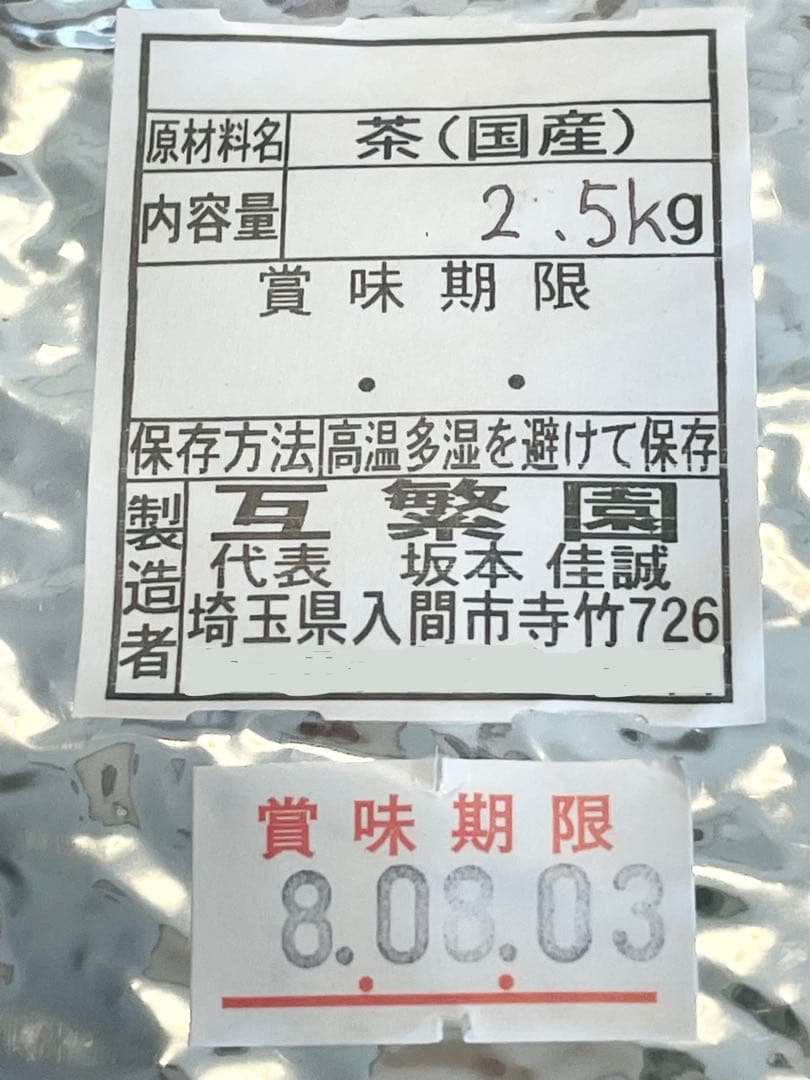 原材料名 茶(国産)
内容量 2.5kg
賞味期限
. .
保存方法 高温多湿を避けて保存
製造者 互繁園
代表 坂本 佳誠
埼玉県入間市寺竹726
賞味期限
8.08.03